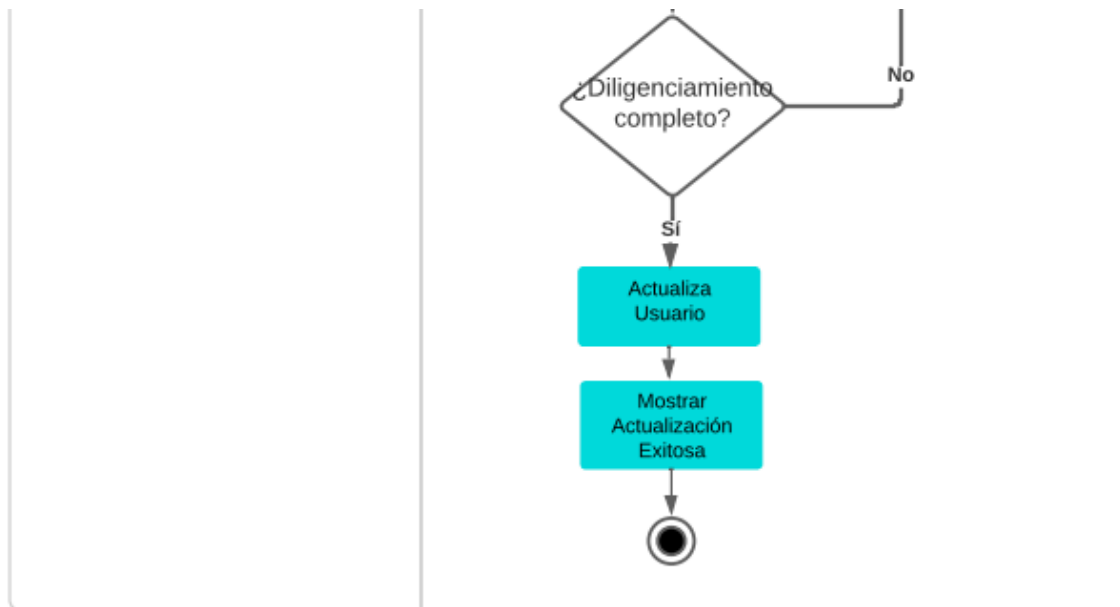 No
¿Diligenciamiento
completo?
Sí
Actualiza
Usuario
Mostrar
Actualización
Exitosa